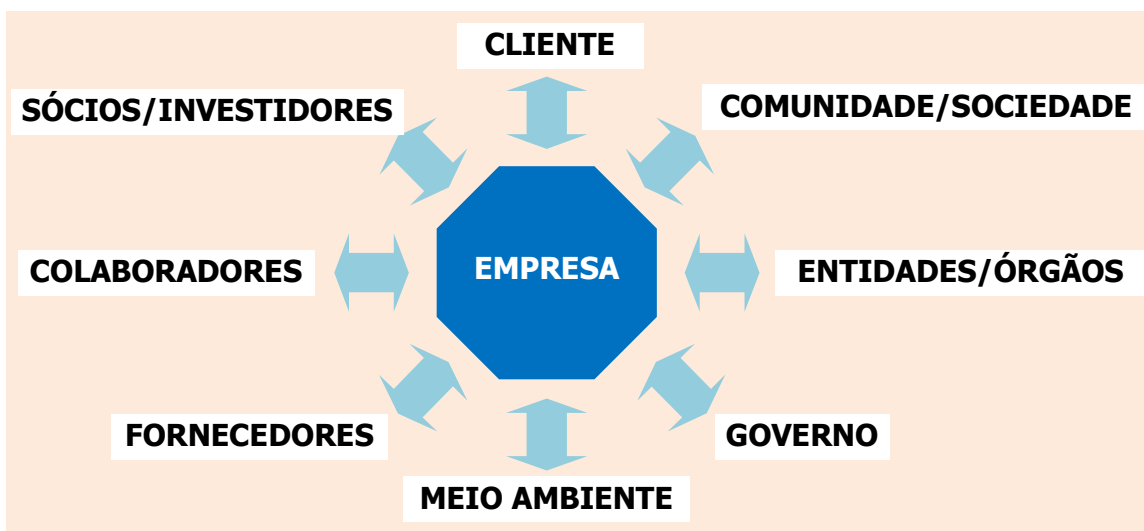 CLIENTE
SÓCIOS/INVESTIDORES
COMUNIDADE/SOCIEDADE
COLABORADORES
EMPRESA
ENTIDADES/ÓRGÃOS
FORNECEDORES
GOVERNO
MEIO AMBIENTE